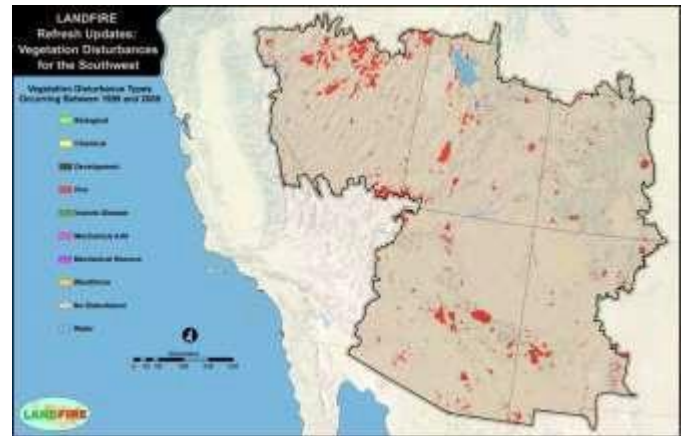 LANDFIRE
Refresh Updates:
Vegetation Disturbances
for the Southwest
Vegetation Disturbance Types
Occurring Between 1999 and
Biological
Chemical
Development
Fire
Insects Disease
Mechanical Add
Mechanical Remove
Weather
No Disturbance
Water
LANDFIRE